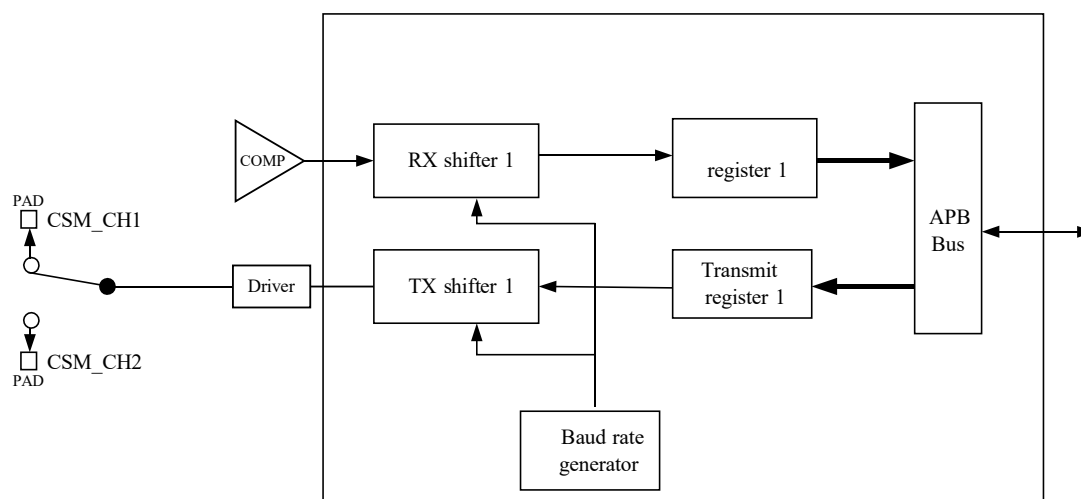 COMP
RX shifter 1
register 1
PAD
CSM_CH1
APB
Bus
Driver
TX shifter 1
Transmit
register 1
CSM_CH2
PAD
Baud rate
generator